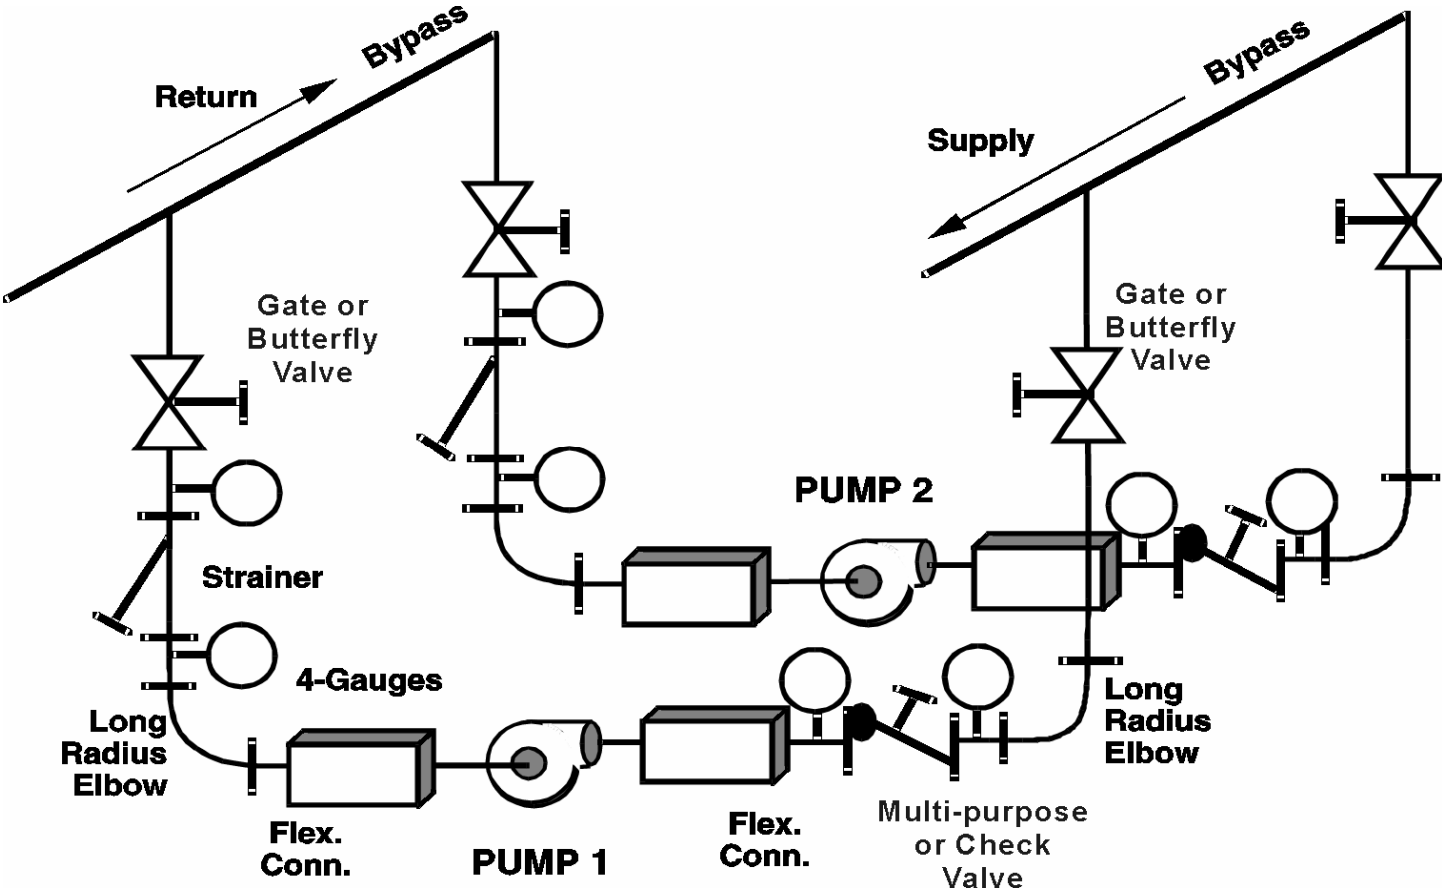 Bypass
Return
Bypass
Supply
Gate or
Butterfly
Valve
Gate or
Butterfly
Valve
PUMP 2
Strainer
4-Gauges
Long
Radius
Elbow
Long
Radius
Elbow
Flex.
Conn.
PUMP 1
Flex.
Conn.
Multi-purpose
or Check
Valve